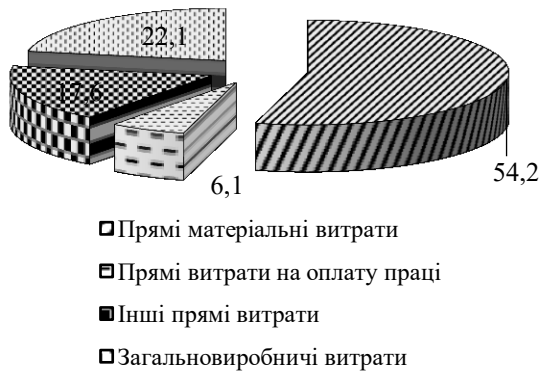 22,1
17,6
6,1
54,2
Прямі матеріальні витрати
Прямі витрати на оплату праці
Інші прямі витрати
Загальновиробничі витрати